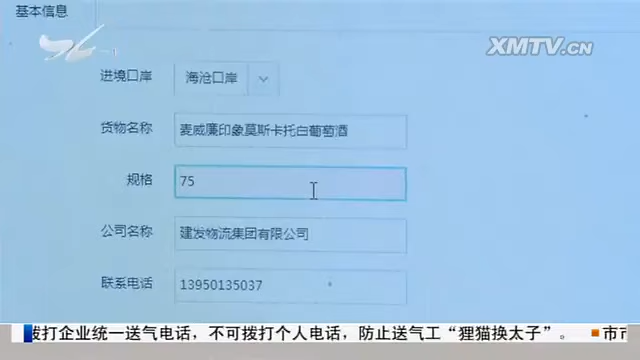 基本信息
XMTV.CN
进境口岸 海沧口岸
货物名称 麦威廉印象莫斯卡托白葡萄酒
规格 75
公司名称 建发物流集团有限公司
联系电话 13950135037
拨打企业统一送气电话，不可拨打个人电话，防止送气工“狸猫换太子”。 ■市